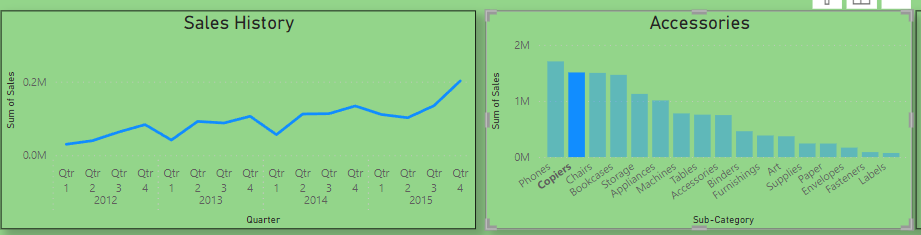 Sales History
Sum of Sales
0.2M
0.0M
Qtr 1
Qtr 2
Qtr 3
Qtr 4
Qtr 1
Qtr 2
Qtr 3
Qtr 4
Qtr 1
Qtr 2
Qtr 3
Qtr 4
Qtr 1
Qtr 2
Qtr 3
Qtr 4
2012
2013
2014
2015
Quarter
Accessories
Sum of Sales
2M
1M
0M
Phones
Copiers
Chairs
Bookcases
Storage
Appliances
Machines
Tables
Accessories
Binders
Furnishings
Art
Supplies
Paper
Envelopes
Fasteners
Labels
Sub-Category